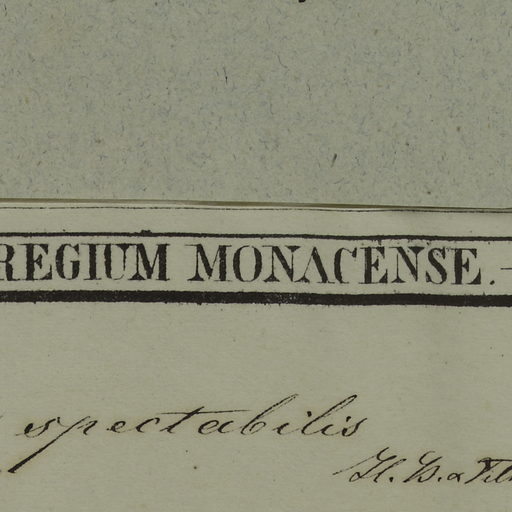 REGIUM MONACENSE. –
spectabilis
H. B.